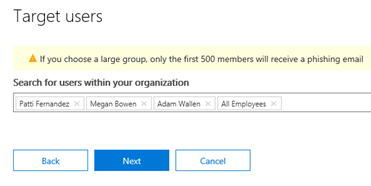 Target users
If you choose a large group, only the first 500 members will receive a phishing email
Search for users within your organization
Patti Fernandez × Megan Bowen × Adam Wallen × All Employees ×
Back Next Cancel